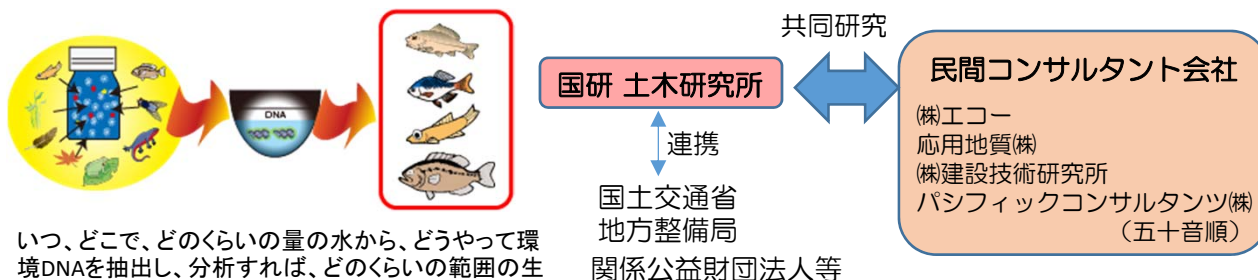 DNA
いつ、どこで、どのくらいの量の水から、どうやって環
境DNAを抽出し、分析すれば、どのくらいの範囲の生
国研 土木研究所
連携
国土交通省
地方整備局
関係公益財団法人等
共同研究
民間コンサルタント会社
㈱エコー
応用地質㈱
㈱建設技術研究所
パシフィックコンサルタンツ㈱
（五十音順）